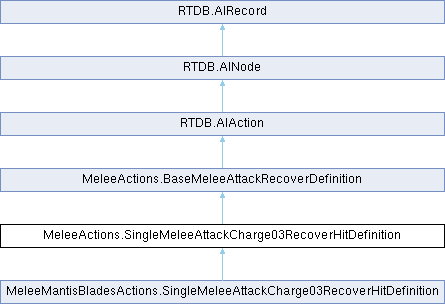 RTDB.AIRecord
RTDB.AINode
RTDB.AIAction
MeleeActions.BaseMeleeAttackRecoverDefinition
MeleeActions.SingleMeleeAttackCharge03RecoverHitDefinition
MeleeMantisBladesActions.SingleMeleeAttackCharge03RecoverHitDefinition